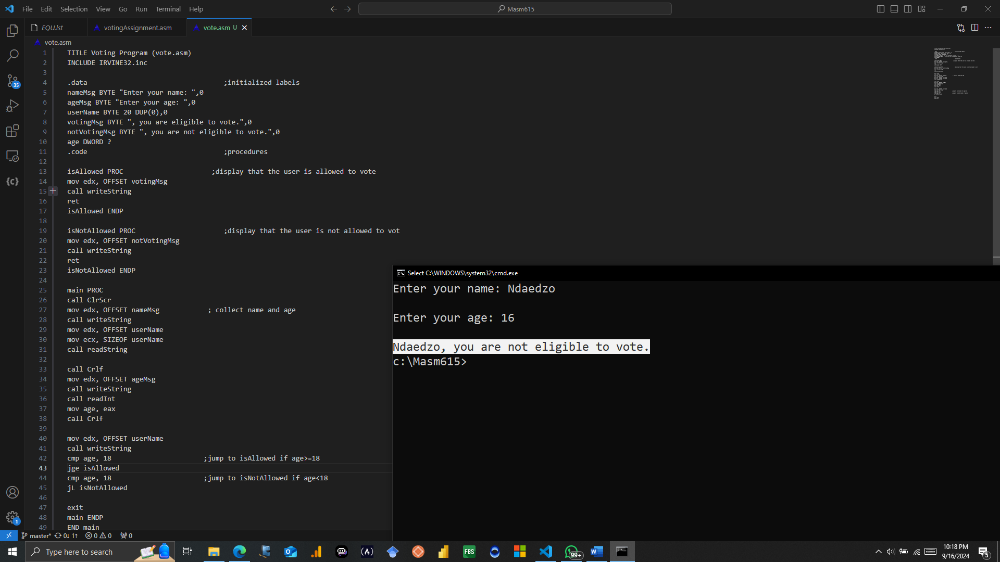 File Edit Selection View Go Run Terminal Help
Masm615
EQU.lst
votingAssignment.asm
vote.asm U
vote.asm
1 TITLE Voting Program (vote.asm)
2 INCLUDE IRVINE32.inc
3
4 .data ;initialized labels
5 nameMsg BYTE "Enter your name: ",0
6 ageMsg BYTE "Enter your age: ",0
7 userName BYTE 20 DUP(0),0
8 votingMsg BYTE ", you are eligible to vote.",0
9 notVotingMsg BYTE ", you are not eligible to vote.",0
10 age DWORD ?
11 .code ;procedures
12
13 isAllowed PROC ;display that the user is allowed to vote
14 mov edx, OFFSET votingMsg
15 call writeString
16 ret
17 isAllowed ENDP
18
19 isNotAllowed PROC ;display that the user is not allowed to vot
20 mov edx, OFFSET notVotingMsg
21 call writeString
22 ret
23 isNotAllowed ENDP
24
25 main PROC
26 call ClrScr
27 mov edx, OFFSET nameMsg ; collect name and age
28 call writeString
29 mov edx, OFFSET userName
30 mov ecx, SIZEOF userName
31 call readString
32
33 call Crlf
34 mov edx, OFFSET ageMsg
35 call writeString
36 call readInt
37 mov age, eax
38 call Crlf
39
40 mov edx, OFFSET userName
41 call writeString
42 cmp age, 18 ;jump to isAllowed if age>=18
43 jge isAllowed
44 cmp age, 18 ;jump to isNotAllowed if age<18
45 jL isNotAllowed
46
47 exit
48 main ENDP
49 END main
Select C:\WINDOWS\system32\cmd.exe
Enter your name: Ndaedzo
Enter your age: 16
Ndaedzo, you are not eligible to vote.
c:\Masm615>
35
{c}
1
master* 0↓ 1↑ 0 0 0
Type here to search
FBS
99+
10:18 PM
9/16/2024
5